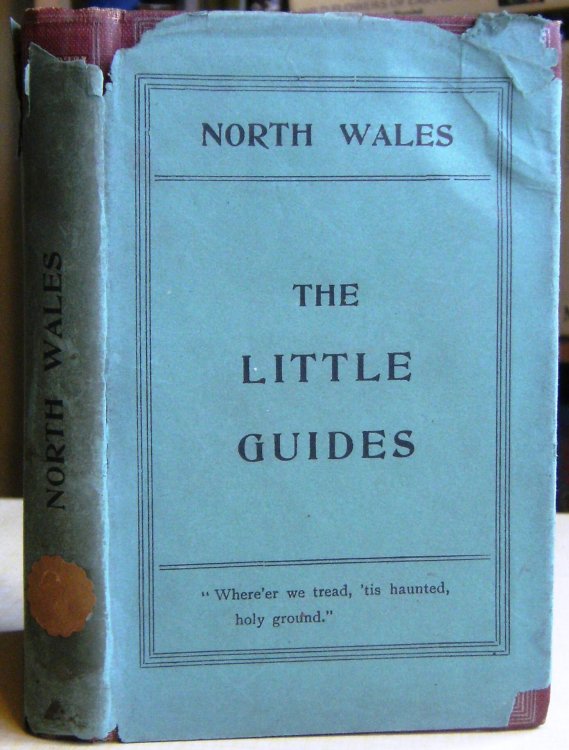 NORTH WALES
THE
LITTLE
GUIDES
"Where'er we tread, 'tis haunted,
holy ground."
NORTH WALES